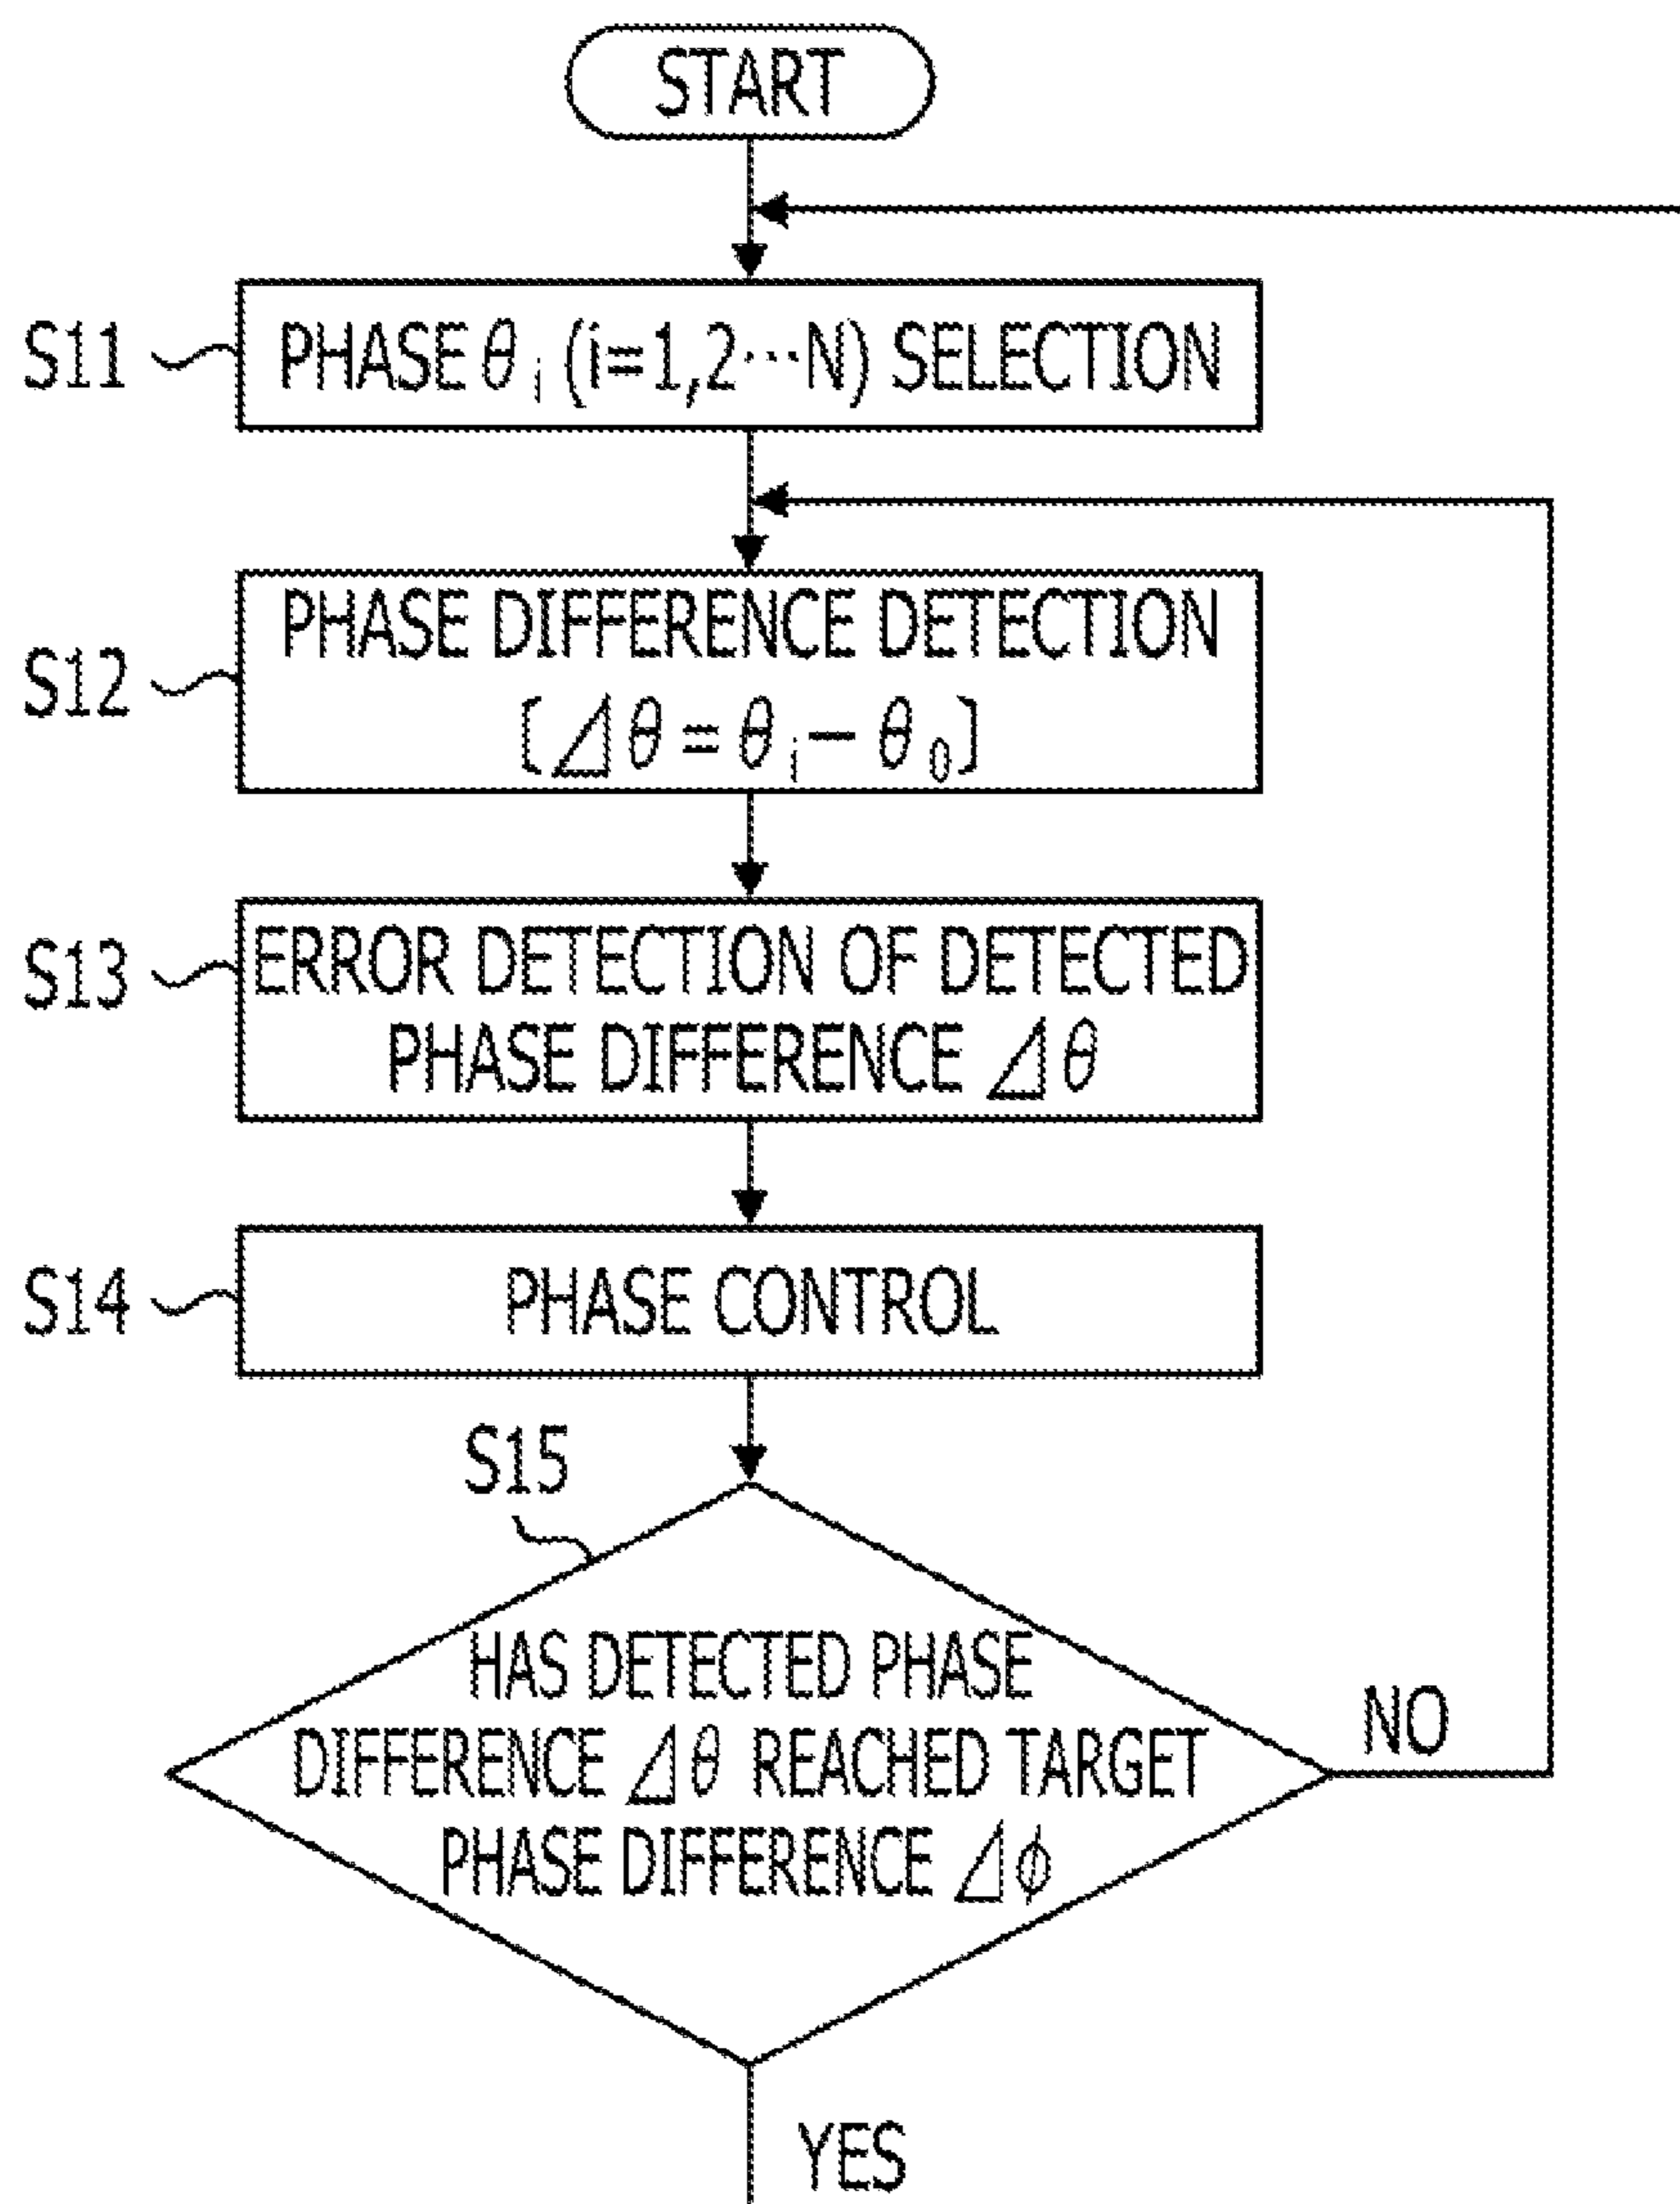 START
S11
PHASE θi (i=1,2···N) SELECTION
S12
PHASE DIFFERENCE DETECTION
[Δθ = θi − θ0]
S13
ERROR DETECTION OF DETECTED
PHASE DIFFERENCE Δθ
S14
PHASE CONTROL
S15
HAS DETECTED PHASE
DIFFERENCE Δθ REACHED TARGET
PHASE DIFFERENCE Δϕ
NO
YES